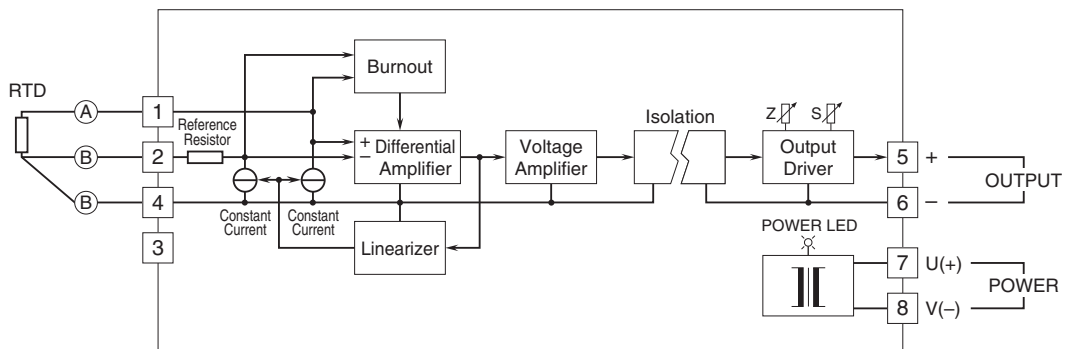 RTD
A
B
B
1
2
4
3
Reference
Resistor
Burnout
+
−
Differential
Amplifier
Constant
Current
Constant
Current
Linearizer
Voltage
Amplifier
Isolation
Z
S
Output
Driver
5
+
6
−
OUTPUT
POWER LED
7
U(+)
8
V(−)
POWER